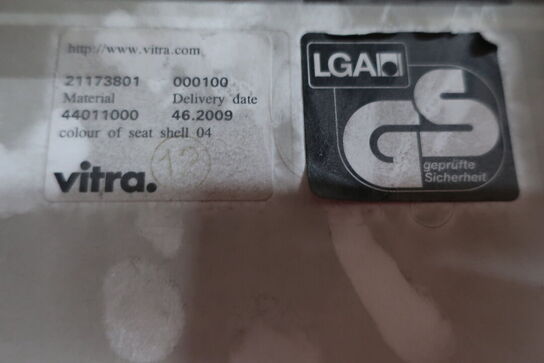 http://www.vitra.com
21173801 000100
Material Delivery date
44011000 46.2009
colour of seat shell 04
12
vitra.
LGA
GS
geprüfte
Sicherheit